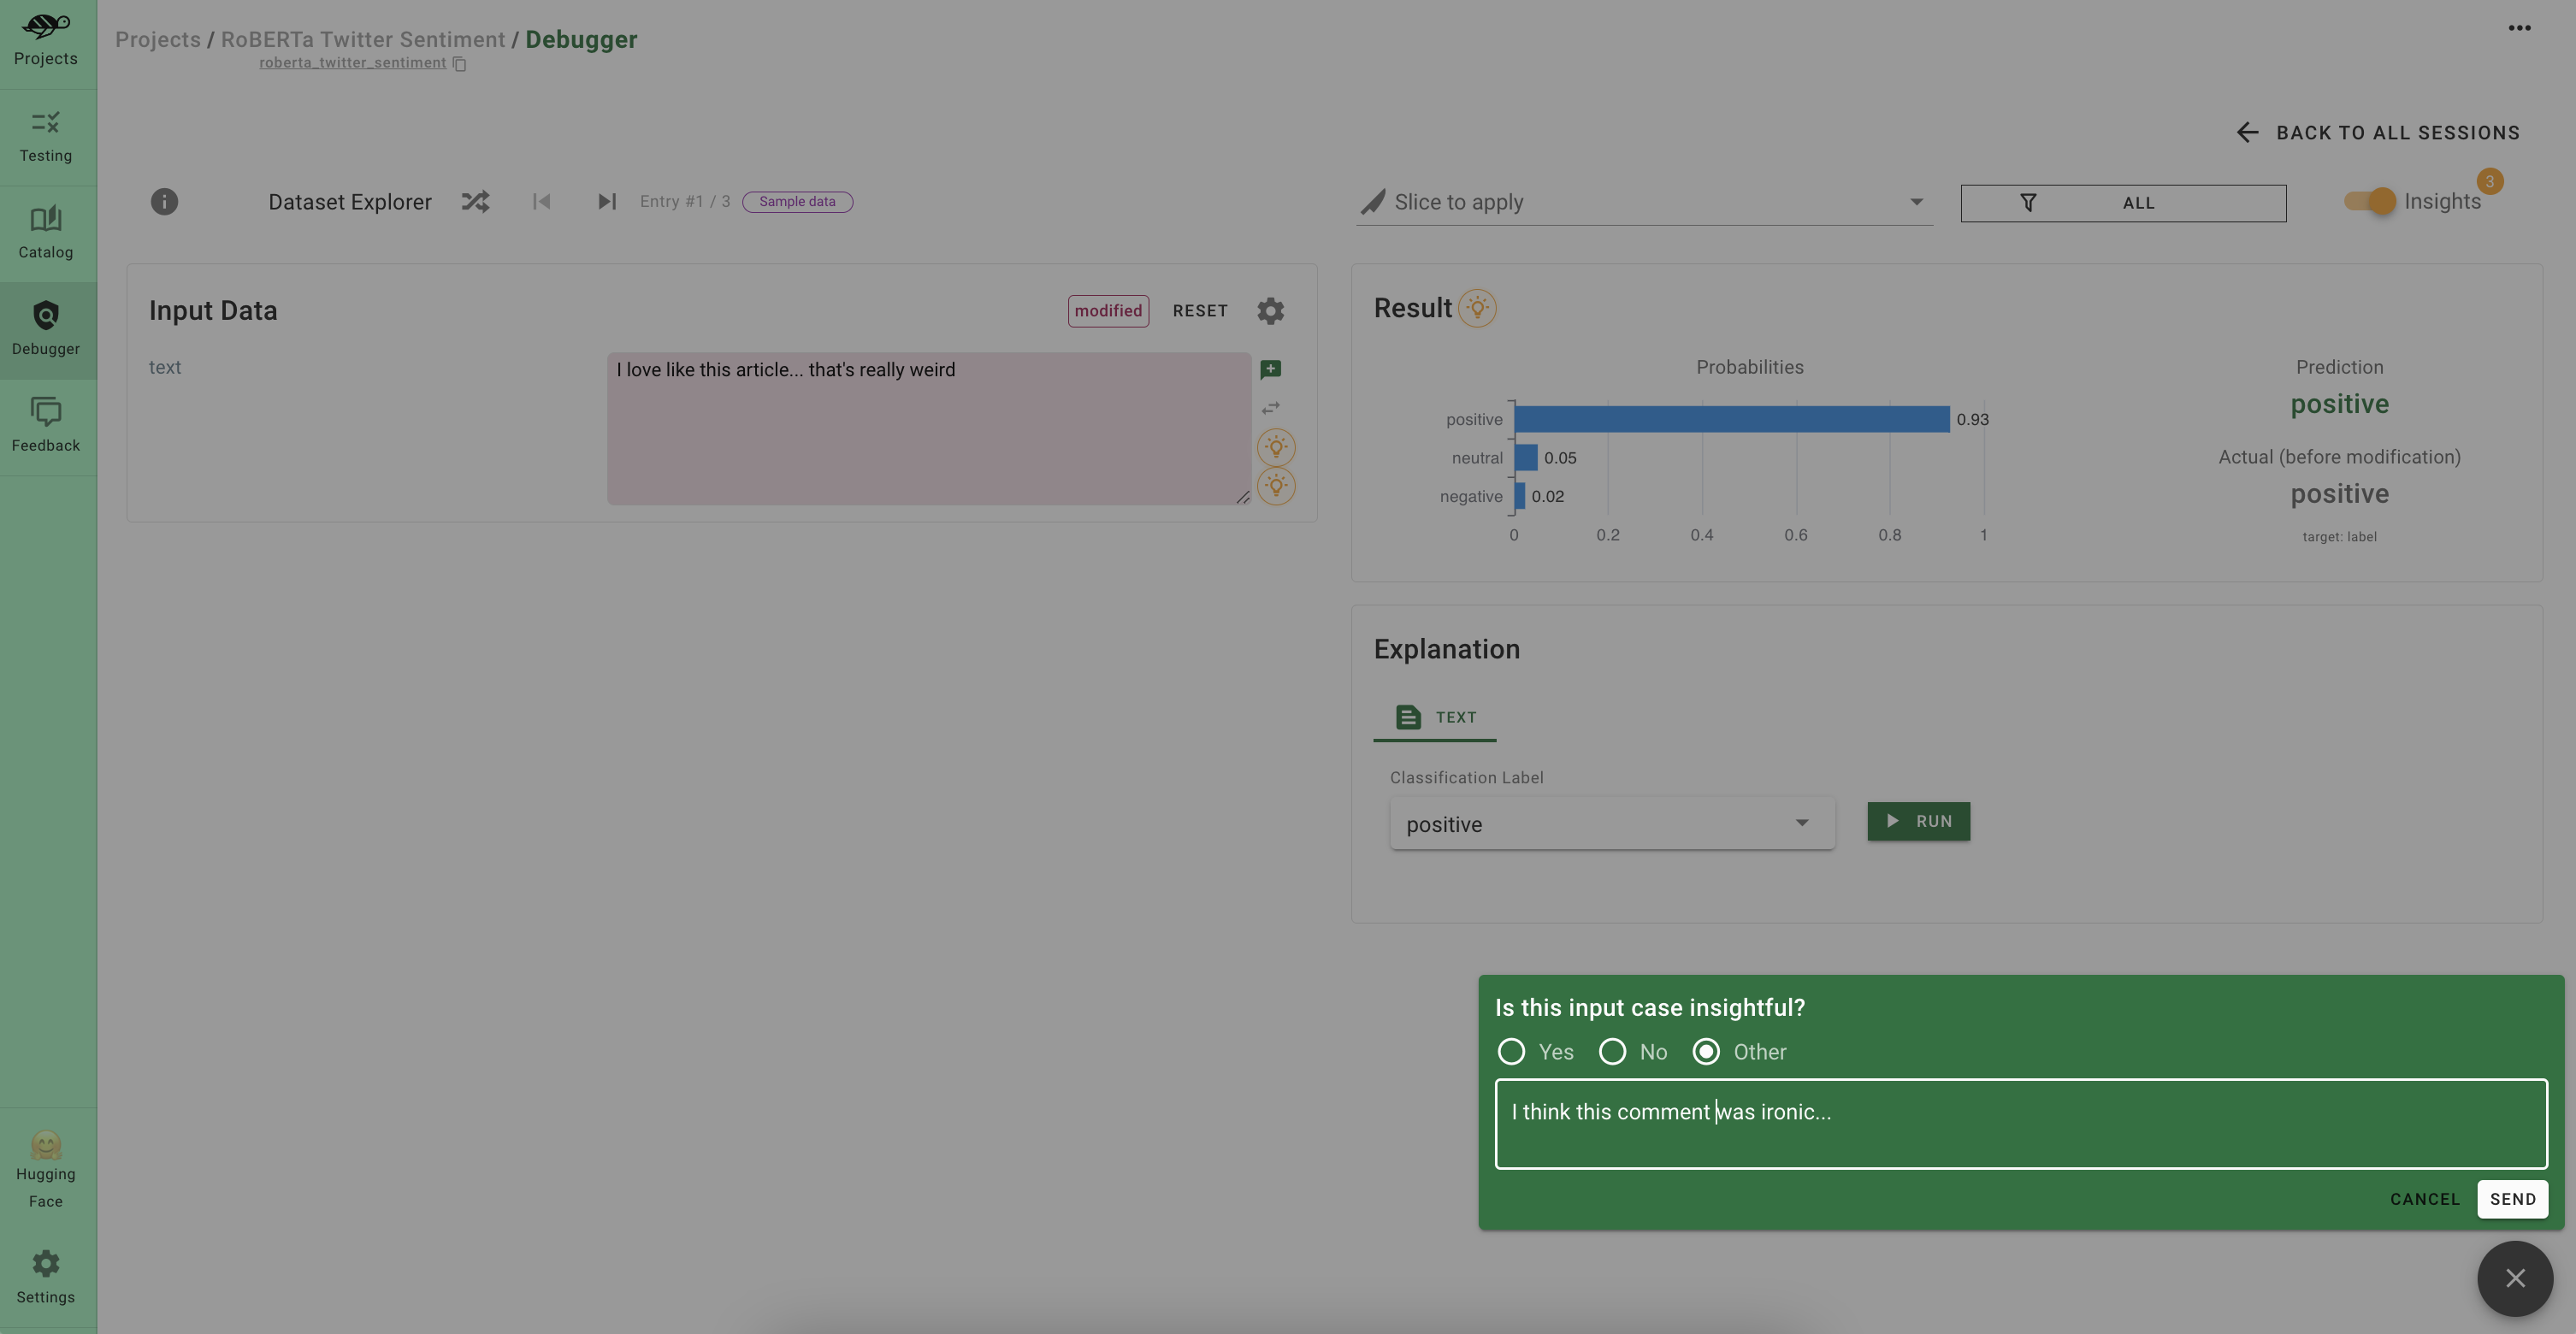 Projects
Testing
Catalog
Debugger
Feedback
Hugging
Face
Settings
Projects / RoBERTa Twitter Sentiment / Debugger
roberta_twitter_sentiment
BACK TO ALL SESSIONS
Dataset Explorer Entry #1 / 3 Sample data Slice to apply ALL Insights 3
Input Data modified RESET
text I love like this article... that's really weird
Result
Probabilities
positive 0.93
neutral 0.05
negative 0.02
0 0.2 0.4 0.6 0.8 1
Prediction
positive
Actual (before modification)
positive
target: label
Explanation
TEXT
Classification Label
positive RUN
Is this input case insightful?
Yes No Other
I think this comment was ironic...
CANCEL SEND